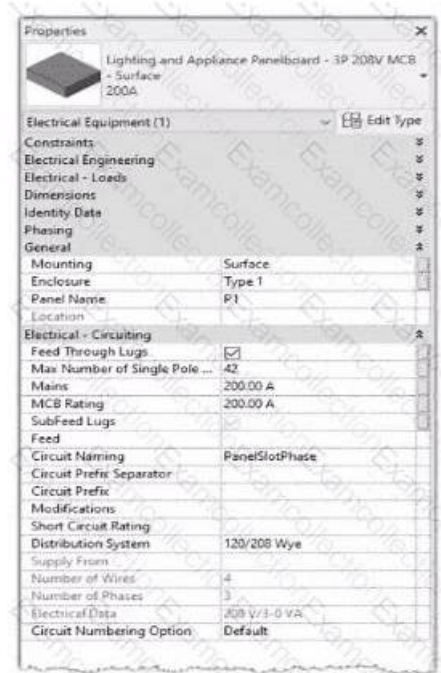 Properties ×
Lighting and Appliance Panelboard - 3P 208V MCB
- Surface
200A
Electrical Equipment (1) Edit Type
Constraints
Electrical Engineering
Electrical - Loads
Dimensions
Identity Data
Phasing
General
Mounting Surface
Enclosure Type 1
Panel Name P1
Location
Electrical - Circuiting
Feed Through Lugs
Max Number of Single Pole ... 42
Mains 200.00 A
MCB Rating 200.00 A
SubFeed Lugs
Feed
Circuit Naming PanelSlotPhase
Circuit Prefix Separator
Circuit Prefix
Modifications
Short Circuit Rating
Distribution System 120/208 Wye
Supply From
Number of Wires 4
Number of Phases 3
Electrical Data 208 V/3-0 VA
Circuit Numbering Option Default